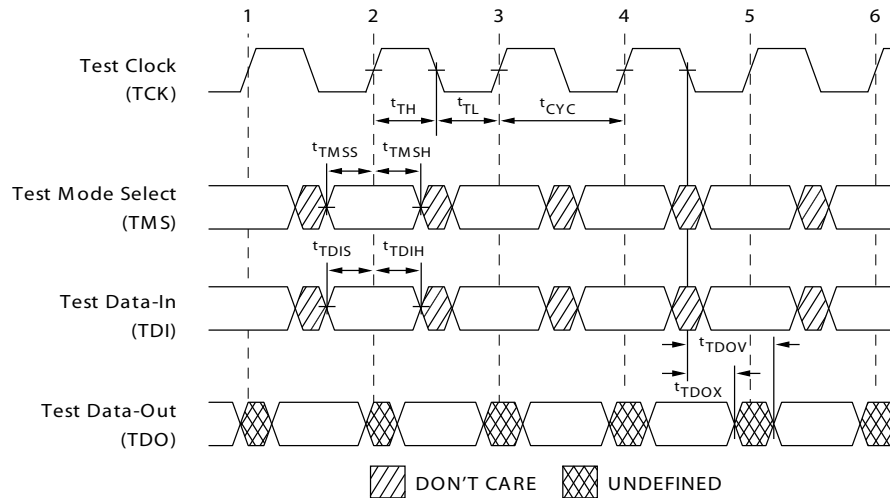 1 2 3 4 5 6
Test Clock
(TCK)
tTH tTL tCYC
tTMSS tTMSH
Test Mode Select
(TMS)
tTDIS tTDIH
Test Data-In
(TDI)
tTDOV
tTDOX
Test Data-Out
(TDO)
DON'T CARE UNDEFINED